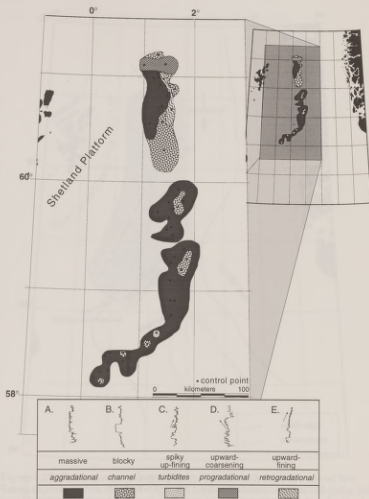 0° 2°
Shetland Platform
60°
• control point
0 kilometers 100
58°
A. B. C. D. E.
massive blocky spiky up-fining upward-coarsening upward-fining
aggradational channel turbidites progradational retrogradational